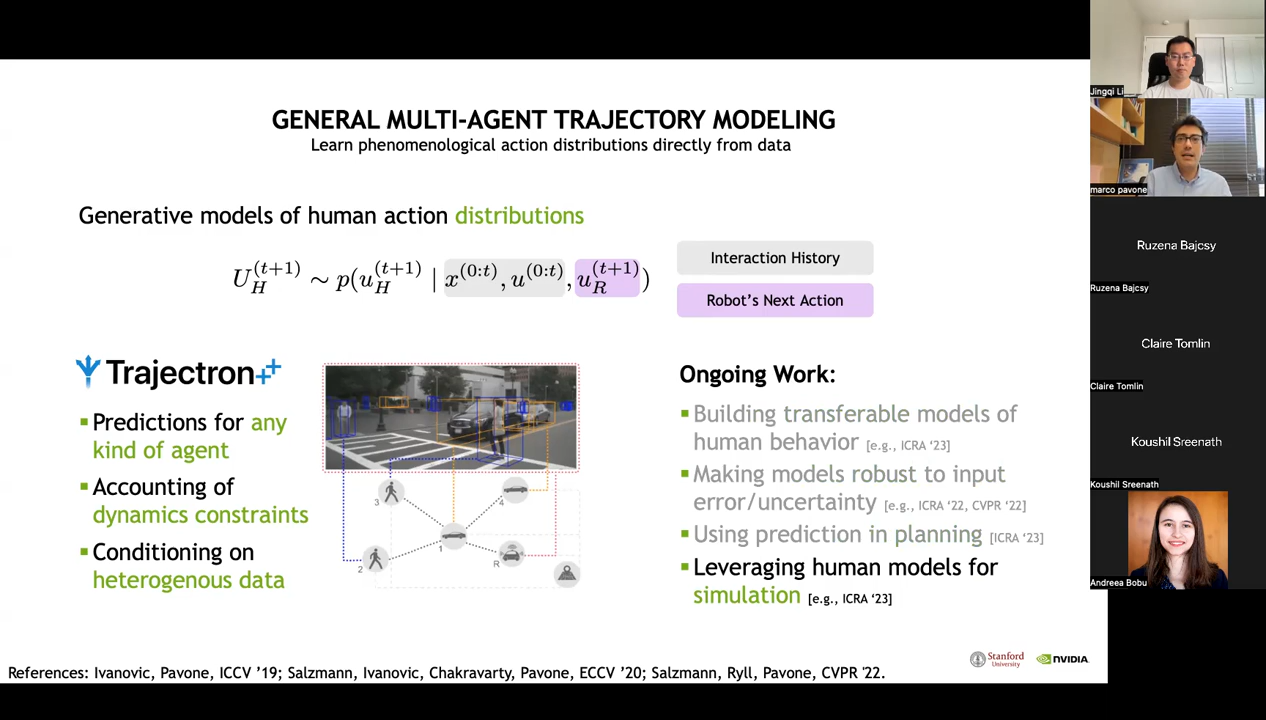 GENERAL MULTI-AGENT TRAJECTORY MODELING
Learn phenomenological action distributions directly from data
Generative models of human action distributions
U_H^{(t+1)} ∼ p(u_H^{(t+1)} | x^{(0:t)}, u^{(0:t)}, u_R^{(t+1)})
Interaction History
Robot's Next Action
Trajectron++
▪Predictions for any
kind of agent
▪Accounting of
dynamics constraints
▪Conditioning on
heterogenous data
3
4
1
2
R
Ongoing Work:
▪Building transferable models of
human behavior [e.g., ICRA ‘23]
▪Making models robust to input
error/uncertainty [e.g., ICRA ‘22, CVPR ‘22]
▪Using prediction in planning [ICRA ‘23]
▪Leveraging human models for
simulation [e.g., ICRA ‘23]
Stanford
University
NVIDIA.
References: Ivanovic, Pavone, ICCV ’19; Salzmann, Ivanovic, Chakravarty, Pavone, ECCV ’20; Salzmann, Ryll, Pavone, CVPR '22.
Jingqi Li
marco pavone
Ruzena Bajcsy
Ruzena Bajcsy
Claire Tomlin
Claire Tomlin
Koushil Sreenath
Koushil Sreenath
Andreea Bobu